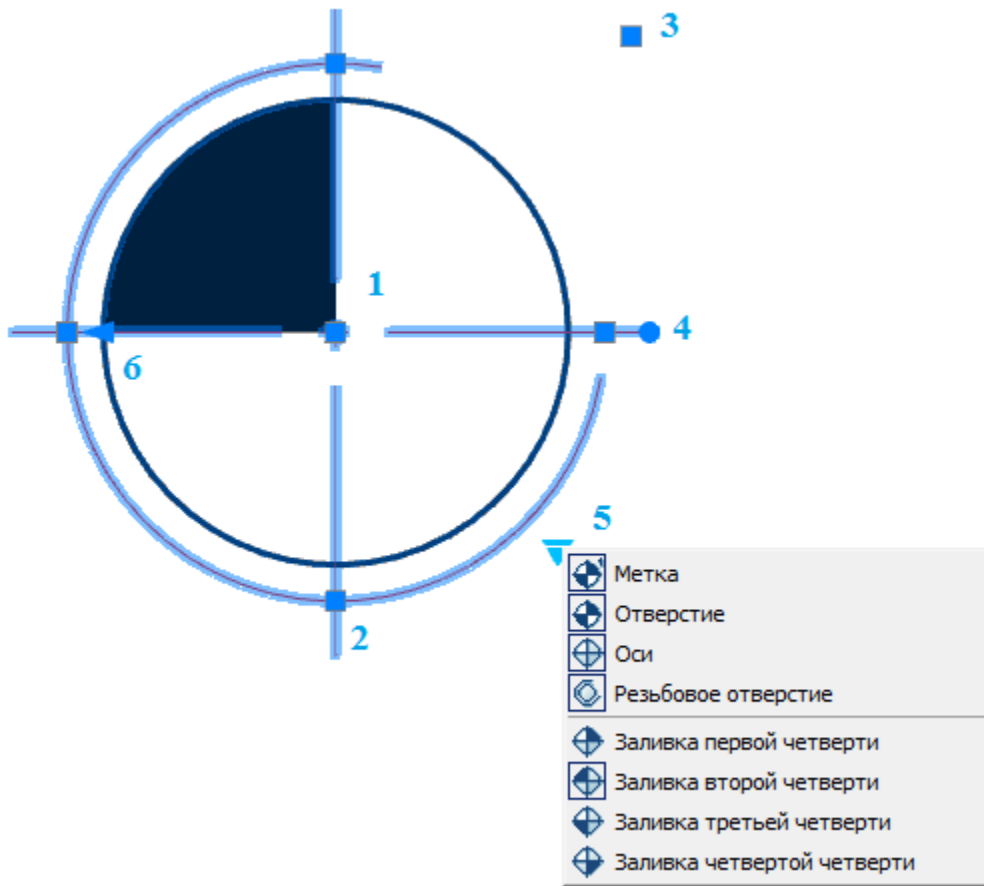 3
1
4
6
5
Метка
Отверстие
2
Оси
Резьбовое отверстие
Заливка первой четверти
Заливка второй четверти
Заливка третьей четверти
Заливка четвертой четверти